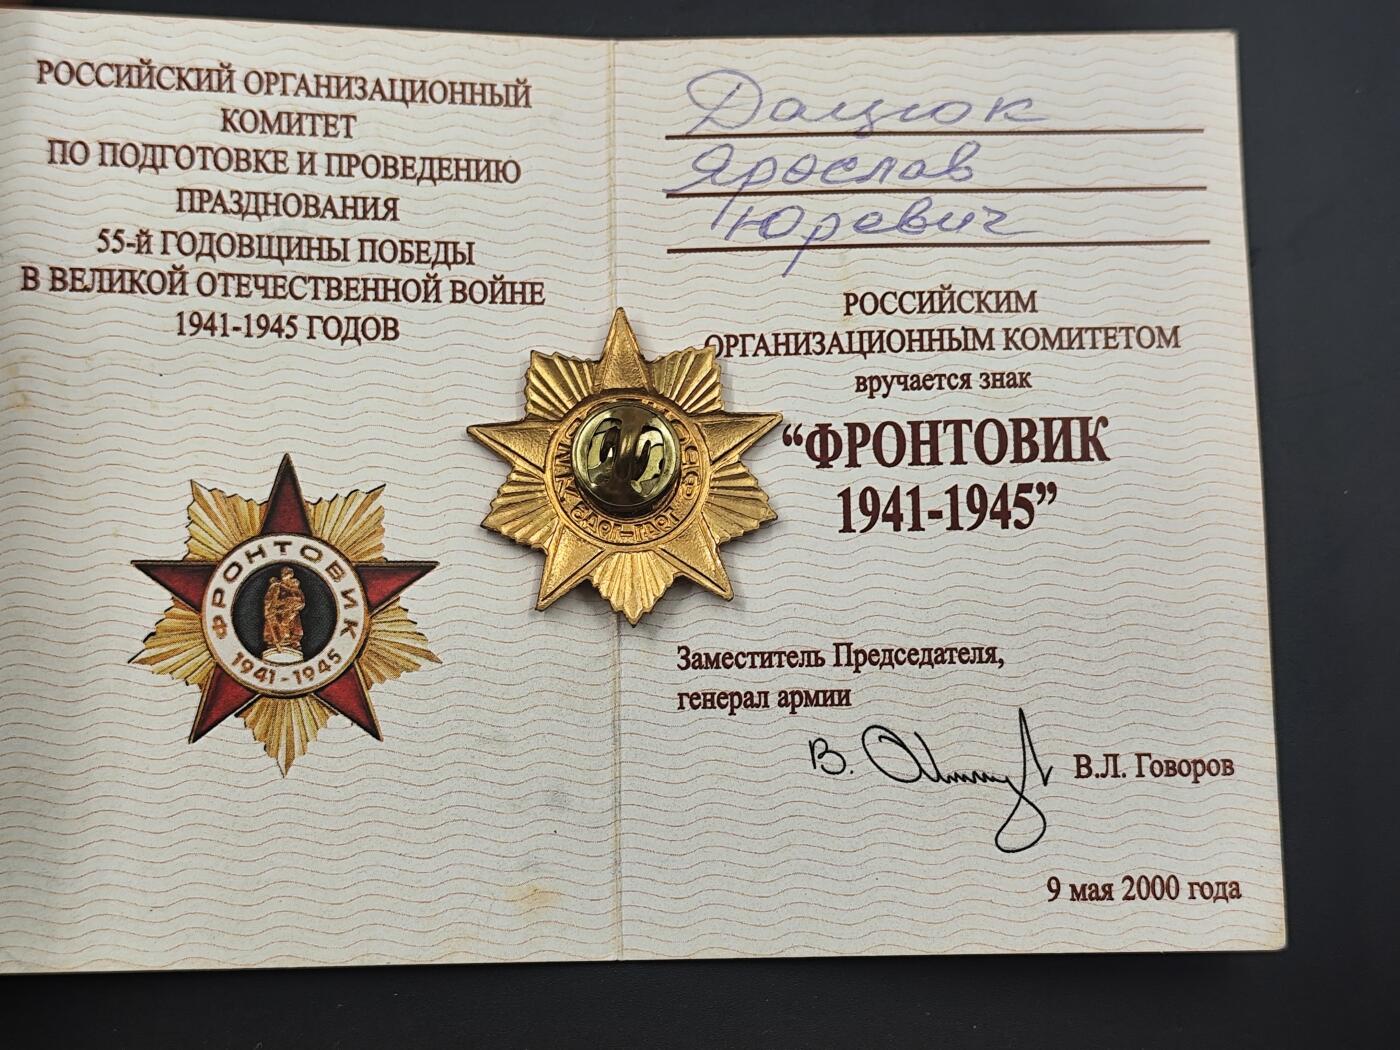 РОССИЙСКИЙ ОРГАНИЗАЦИОННЫЙ
КОМИТЕТ
ПО ПОДГОТОВКЕ И ПРОВЕДЕНИЮ
ПРАЗДНОВАНИЯ
55-й ГОДОВЩИНЫ ПОБЕДЫ
В ВЕЛИКОЙ ОТЕЧЕСТВЕННОЙ ВОЙНЕ
1941-1945 ГОДОВ
ФРОНТОВИК
1941-1945
Дацюк
Ярослав
Юревич
РОССИЙСКИМ
ОРГАНИЗАЦИОННЫМ КОМИТЕТОМ
вручается знак
“ФРОНТОВИК
1941-1945”
Заместитель Председателя,
генерал армии
В.Л. Говоров
9 мая 2000 года